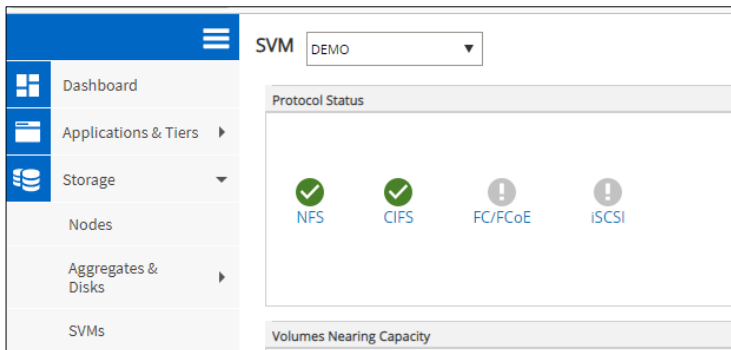 SVM DEMO
Dashboard
Applications & Tiers
Storage
Nodes
Aggregates &
Disks
SVMs
Protocol Status
NFS CIFS FC/FCoE iSCSI
Volumes Nearing Capacity